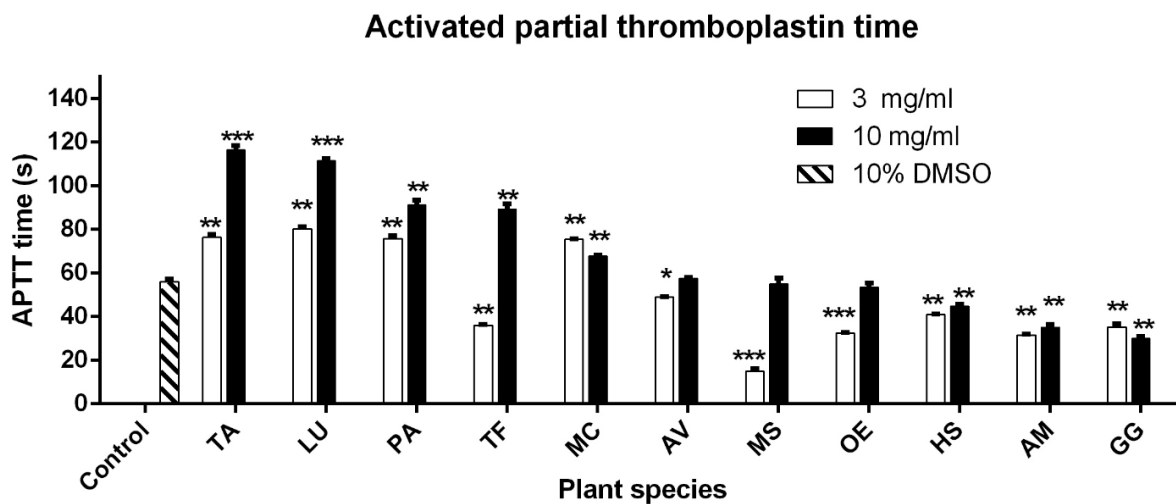 Activated partial thromboplastin time
3 mg/ml
10 mg/ml
10% DMSO
APTT time (s)
140
120
100
80
60
40
20
0
*** *** ** ** ** ** ** ** ** ** * *** *** ** ** ** ** ** **
Control TA LU PA TF MC AV MS OE HS AM GG
Plant species